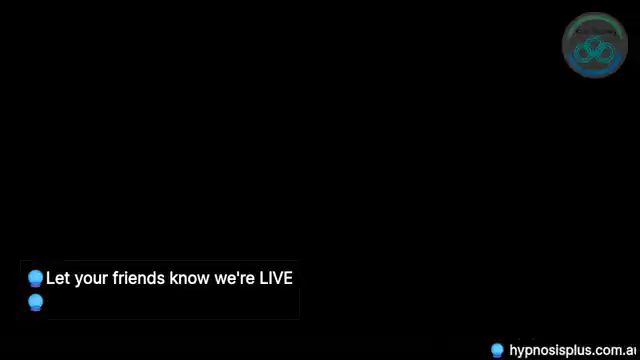 🔮Let your friends know we're LIVE
🔮
🔮 hypnosisplus.com.au